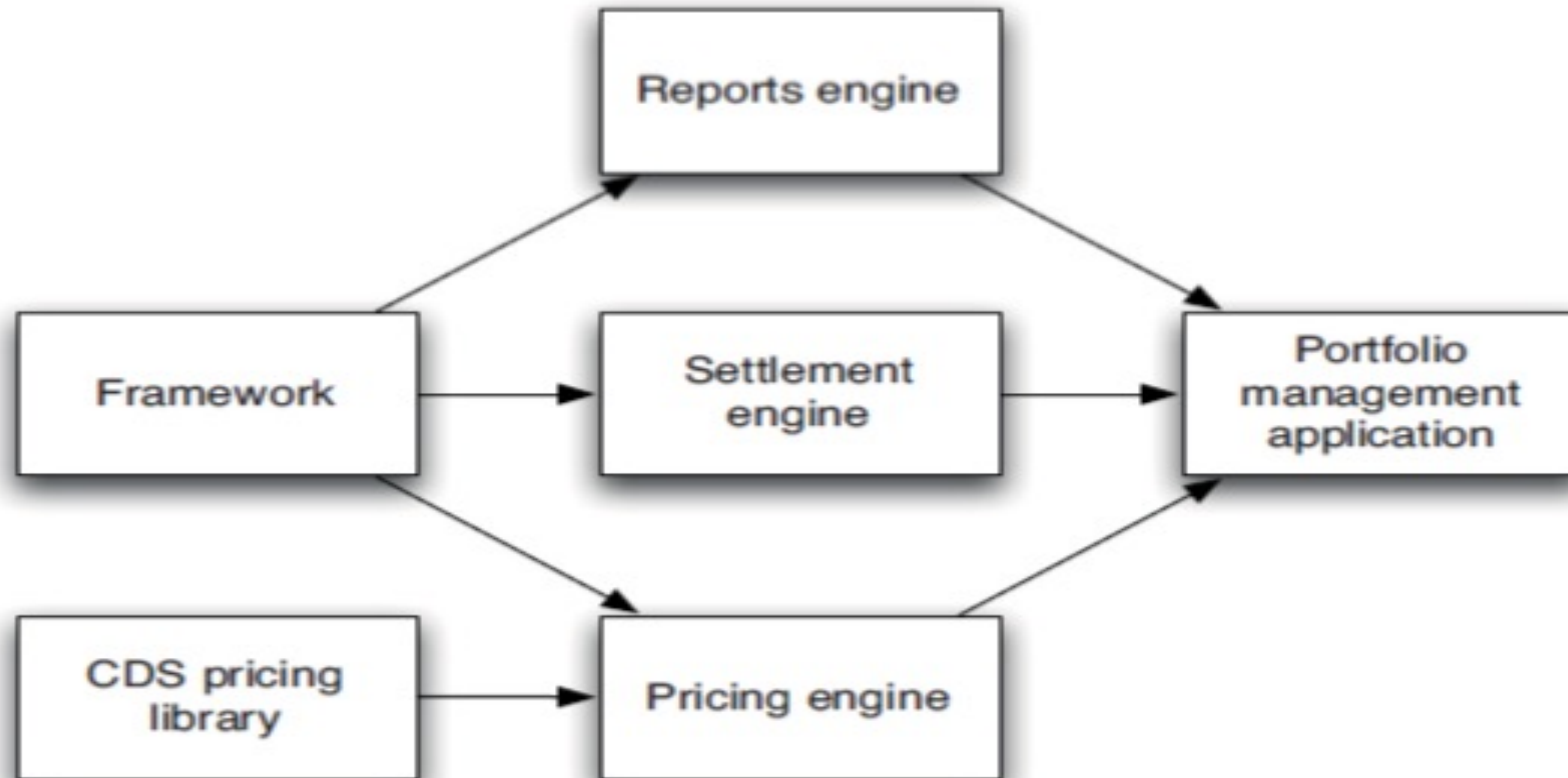 Reports engine
Framework
Settlement
engine
Portfolio
management
application
CDS pricing
library
Pricing engine